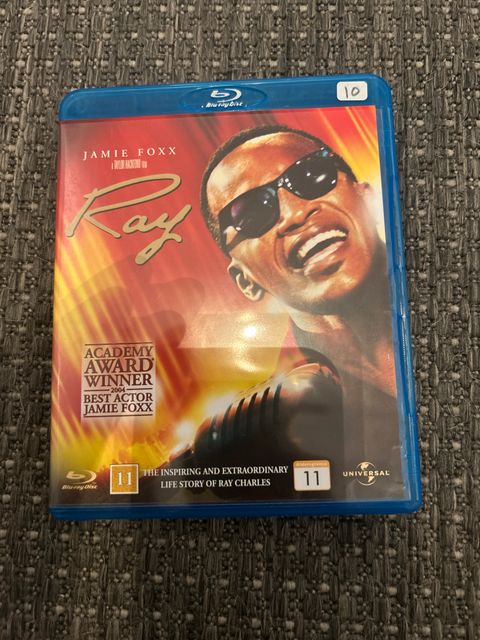 Blu-ray Disc
10
JAMIE FOXX
A TAYLOR HACKFORD FILM
Ray
ACADEMY
AWARD
WINNER
2004
BEST ACTOR
JAMIE FOXX
Blu-ray Disc
11
THE INSPIRING AND EXTRAORDINARY
LIFE STORY OF RAY CHARLES
Aldersgrense
11
UNIVERSAL